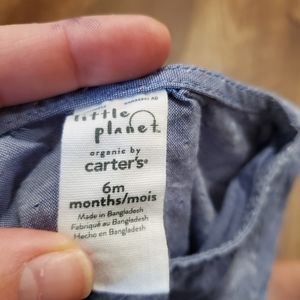 little
planet
organic by
carter's
6m
months/mois
Made in Bangladesh
Fabriqué au Bangladesh
Hecho en Bangladesh